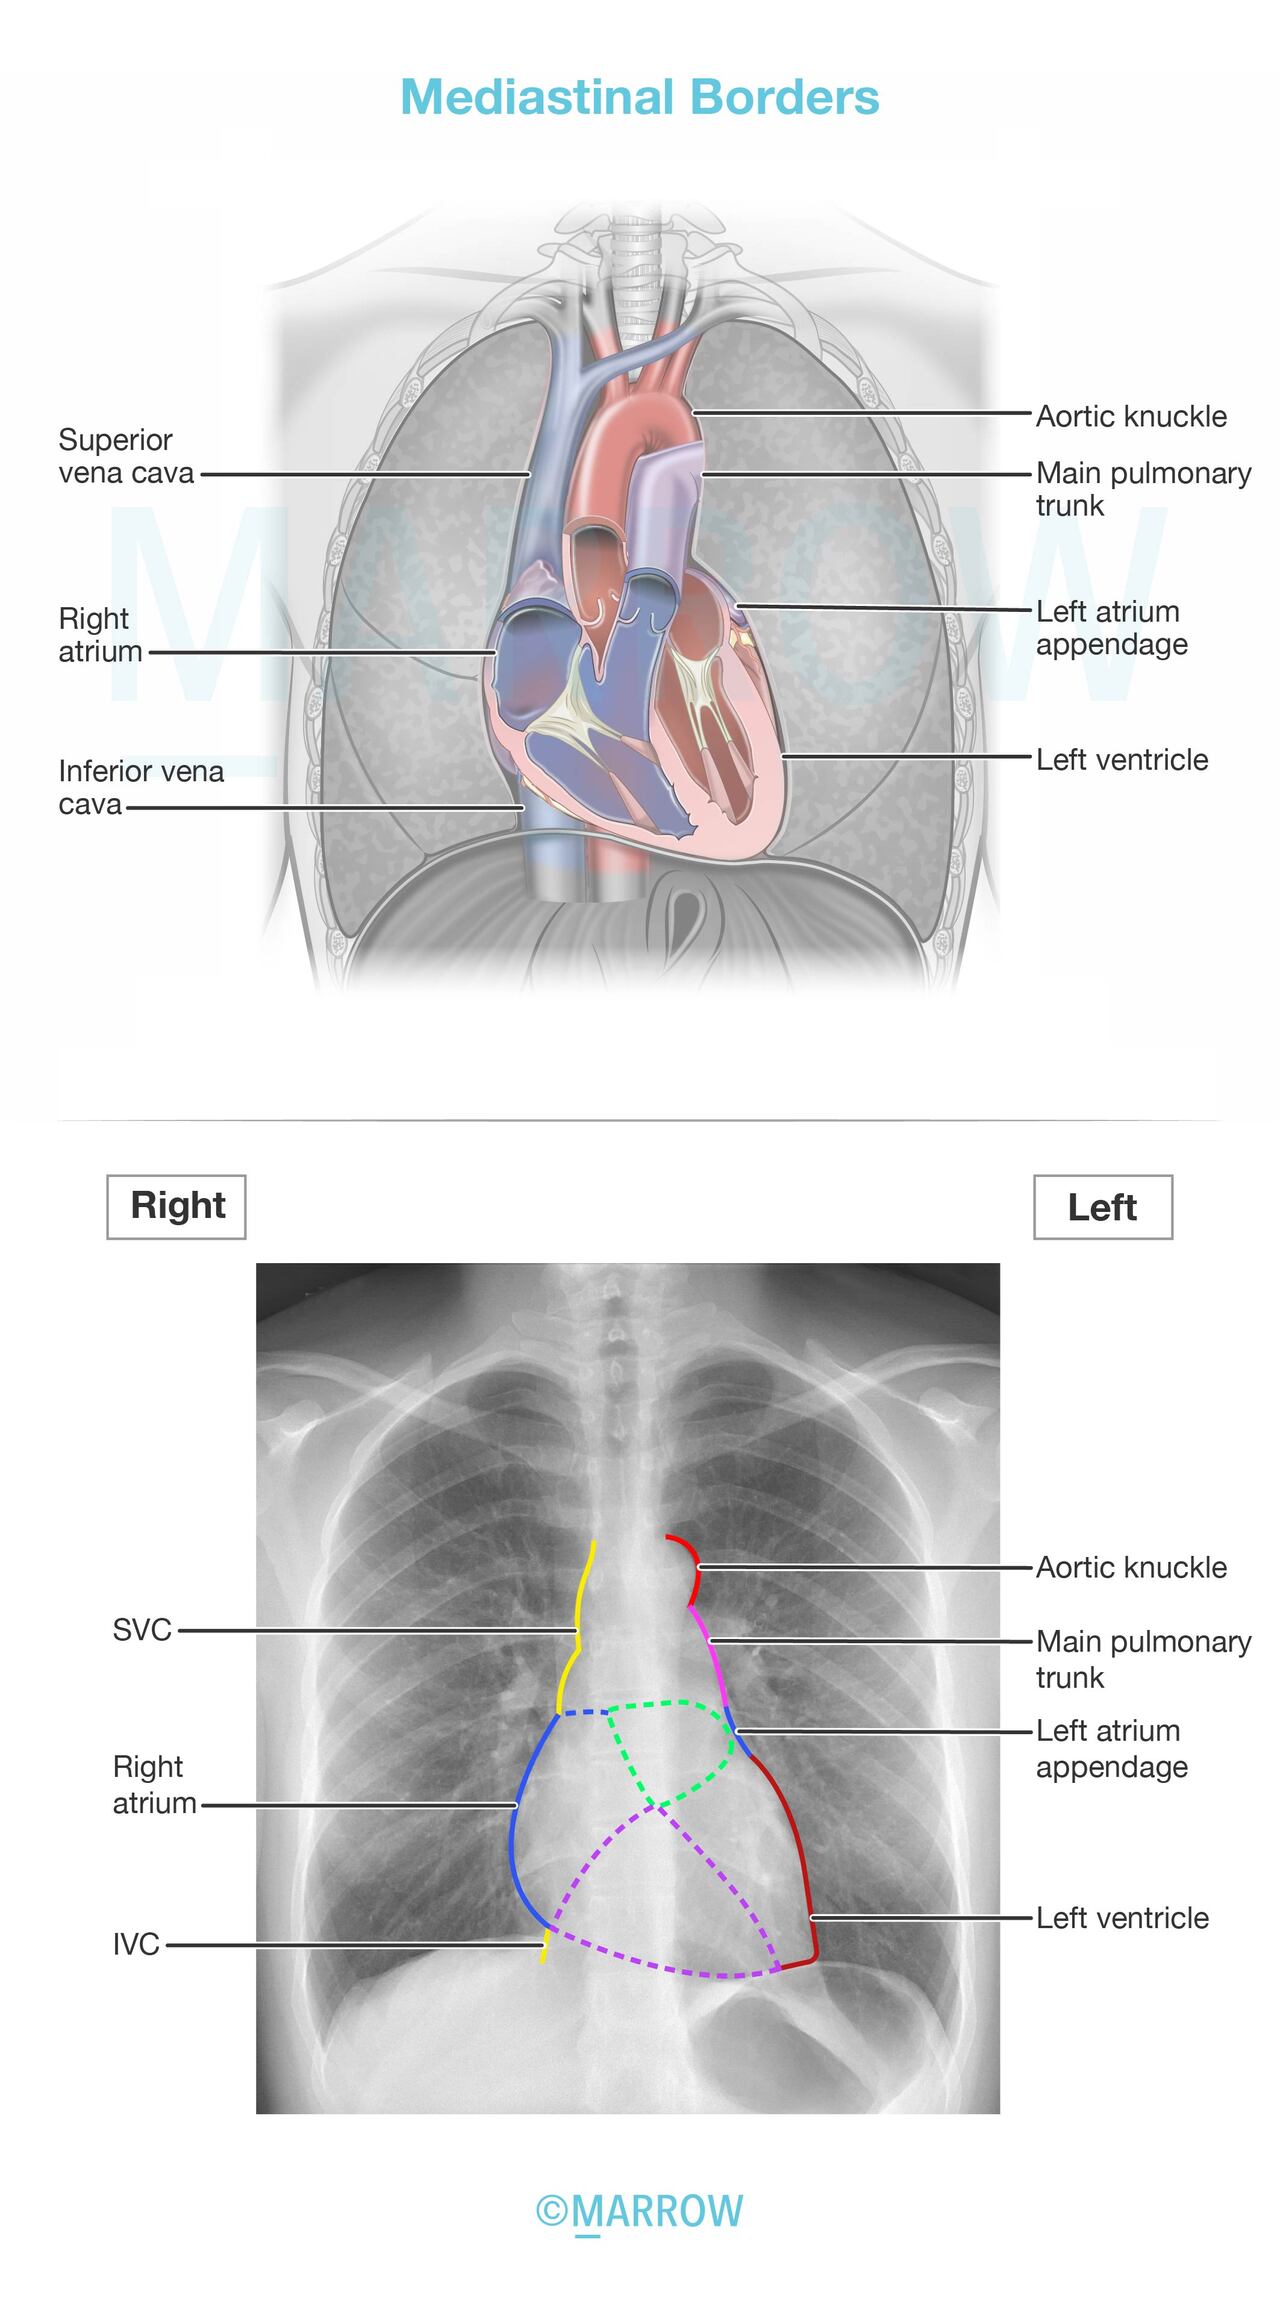 Mediastinal Borders
Superior
vena cava
Right
atrium
Inferior vena
cava
Aortic knuckle
Main pulmonary
trunk
Left atrium
appendage
Left ventricle
MARROW
Right
Left
SVC
Right
atrium
IVC
Aortic knuckle
Main pulmonary
trunk
Left atrium
appendage
Left ventricle
©MARROW